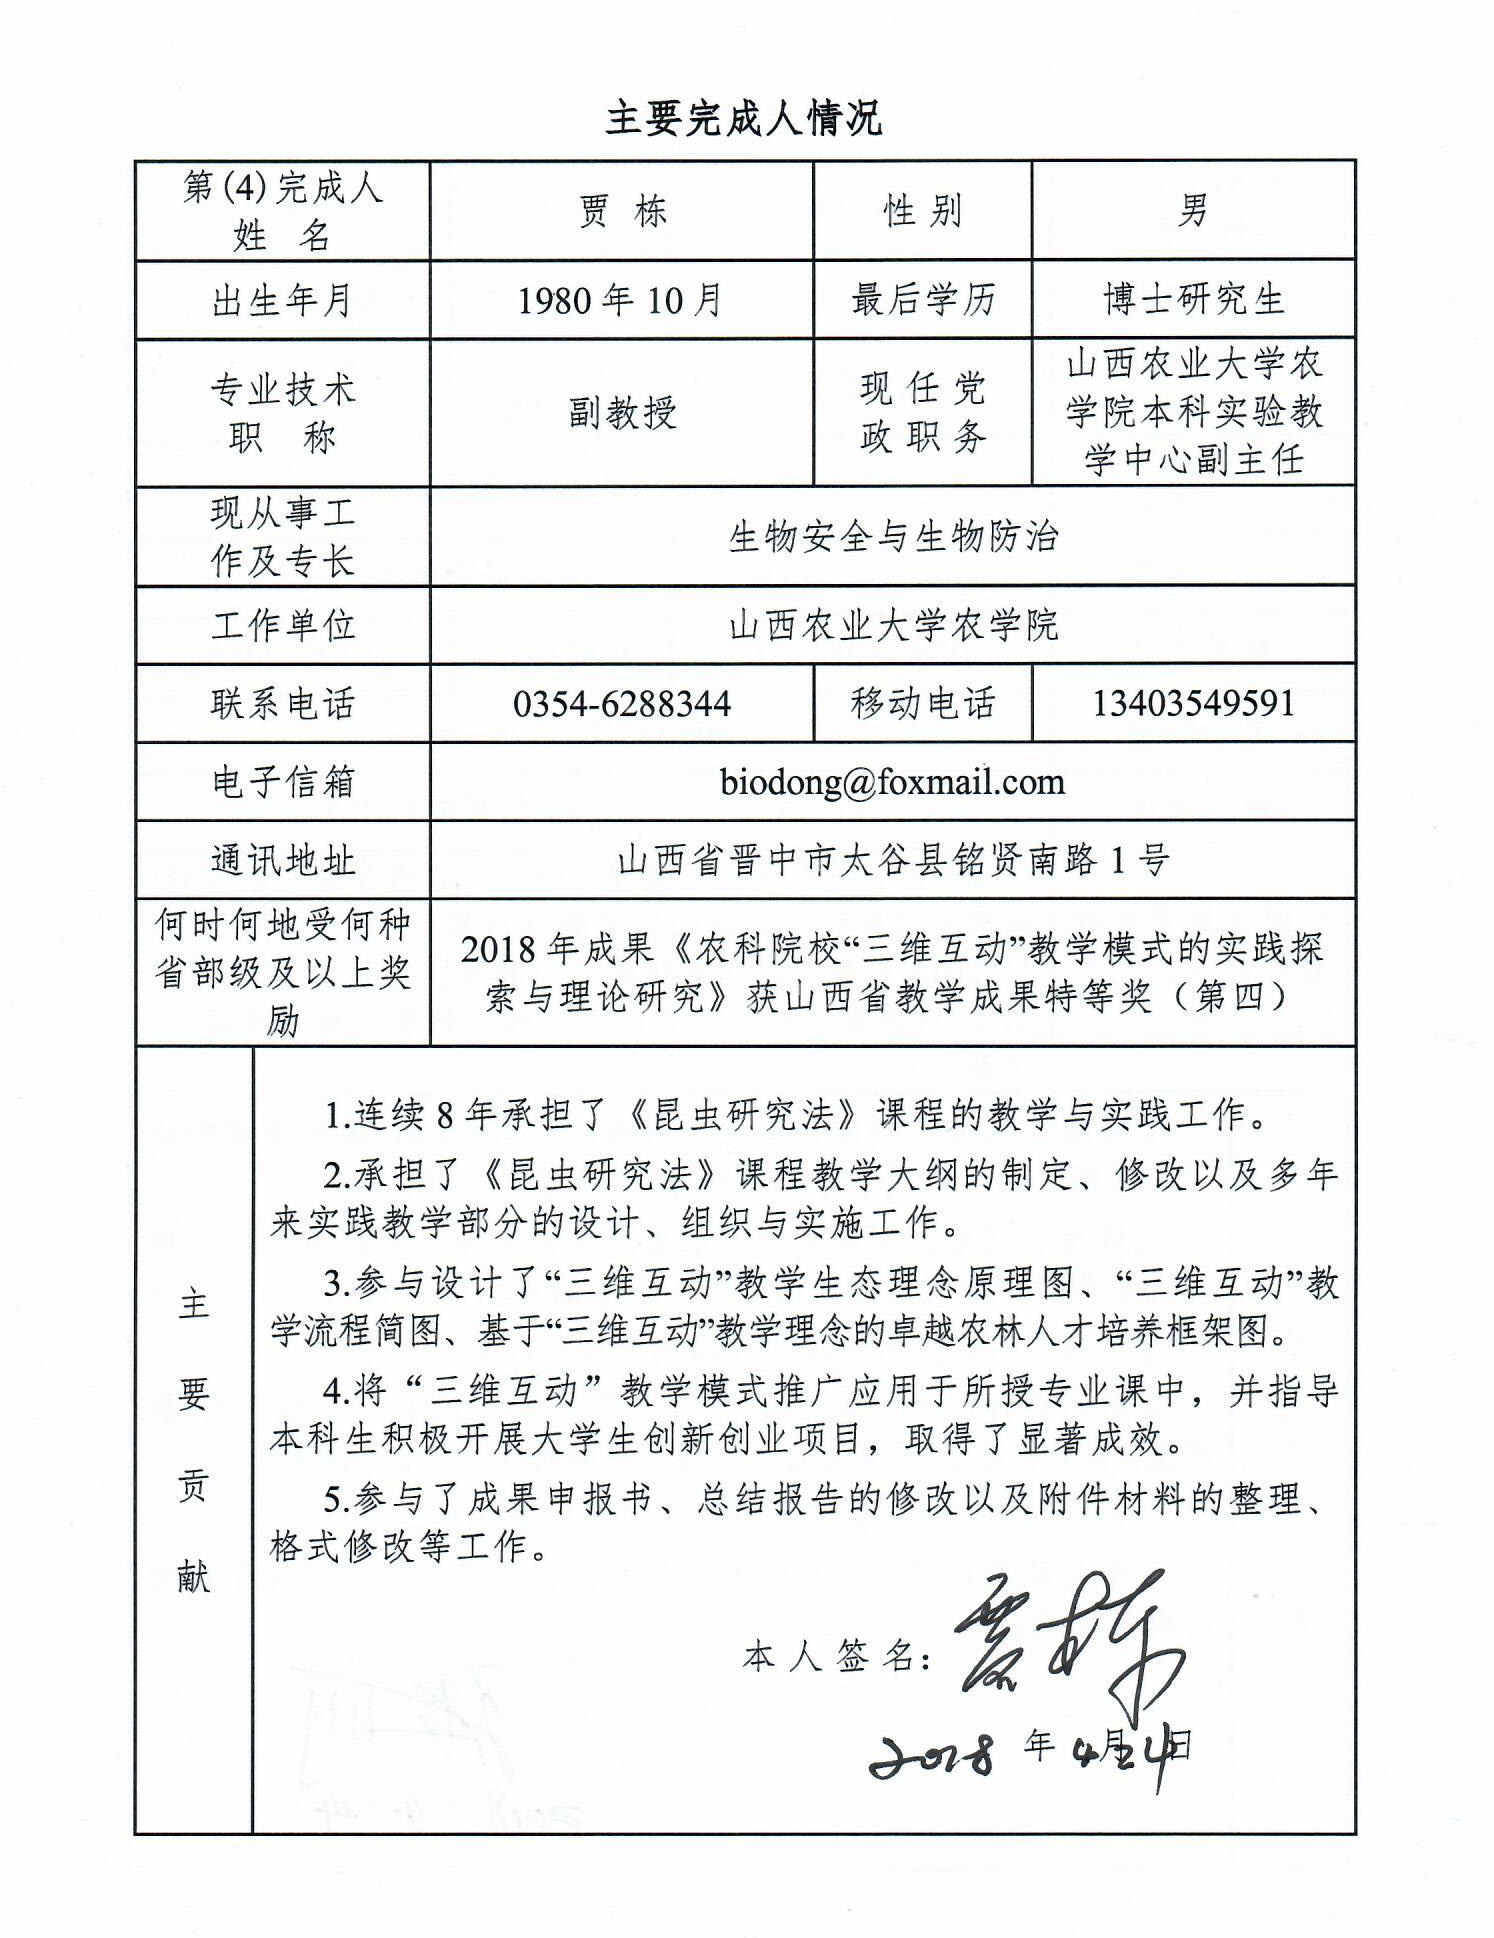 主要完成人情况
第(4)完成人
姓 名
贾 栋
性 别
男
出生年月
1980 年 10 月
最后学历
博士研究生
专业技术
职 称
副教授
现 任 党
政 职 务
山西农业大学农
学院本科实验教
学中心副主任
现从事工
作及专长
生物安全与生物防治
工作单位
山西农业大学农学院
联系电话
0354-6288344
移动电话
13403549591
电子信箱
biodong@foxmail.com
通讯地址
山西省晋中市太谷县铭贤南路 1 号
何时何地受何种
省部级及以上奖
励
2018 年成果《农科院校“三维互动”教学模式的实践探
索与理论研究》获山西省教学成果特等奖（第四）
主
要
贡
献
1.连续 8 年承担了《昆虫研究法》课程的教学与实践工作。
2.承担了《昆虫研究法》课程教学大纲的制定、修改以及多年
来实践教学部分的设计、组织与实施工作。
3.参与设计了“三维互动”教学生态理念原理图、“三维互动”教
学流程简图、基于“三维互动”教学理念的卓越农林人才培养框架图。
4.将“三维互动”教学模式推广应用于所授专业课中，并指导
本科生积极开展大学生创新创业项目，取得了显著成效。
5.参与了成果申报书、总结报告的修改以及附件材料的整理、
格式修改等工作。
本 人 签 名：贾栋
2018 年 4月24日